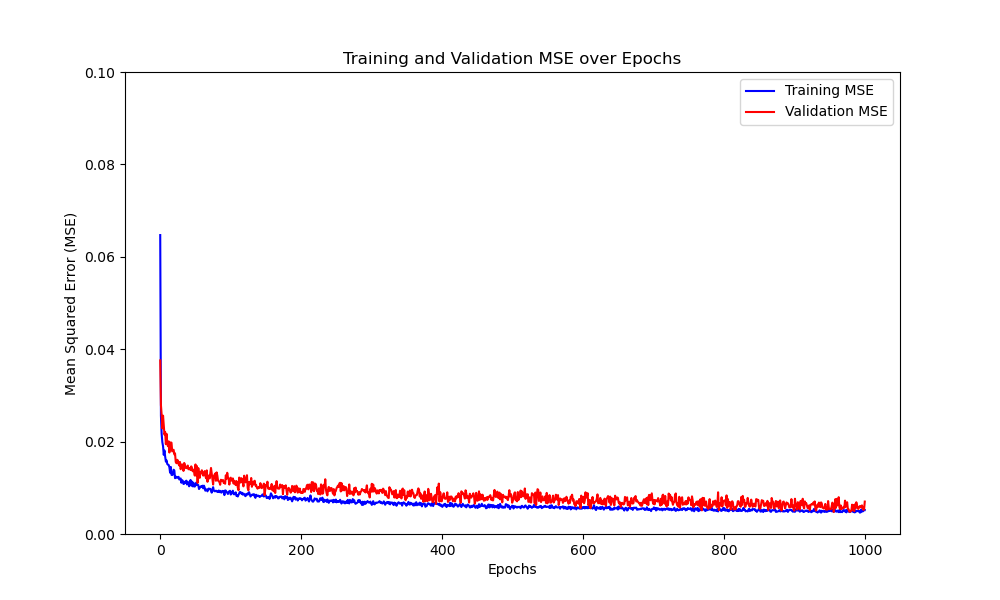 Training and Validation MSE over Epochs
Training MSE
Validation MSE
Mean Squared Error (MSE)
0.10
0.08
0.06
0.04
0.02
0.00
0
200
400
600
800
1000
Epochs